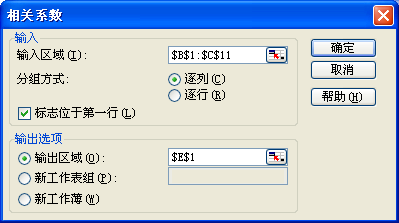 相关系数
输入
输入区域(I):
$B$1:$C$11
确定
分组方式:
逐列(C)
取消
逐行(R)
帮助(H)
标志位于第一行(L)
输出选项
输出区域(O):
$E$1
新工作表组(P):
新工作薄(W)